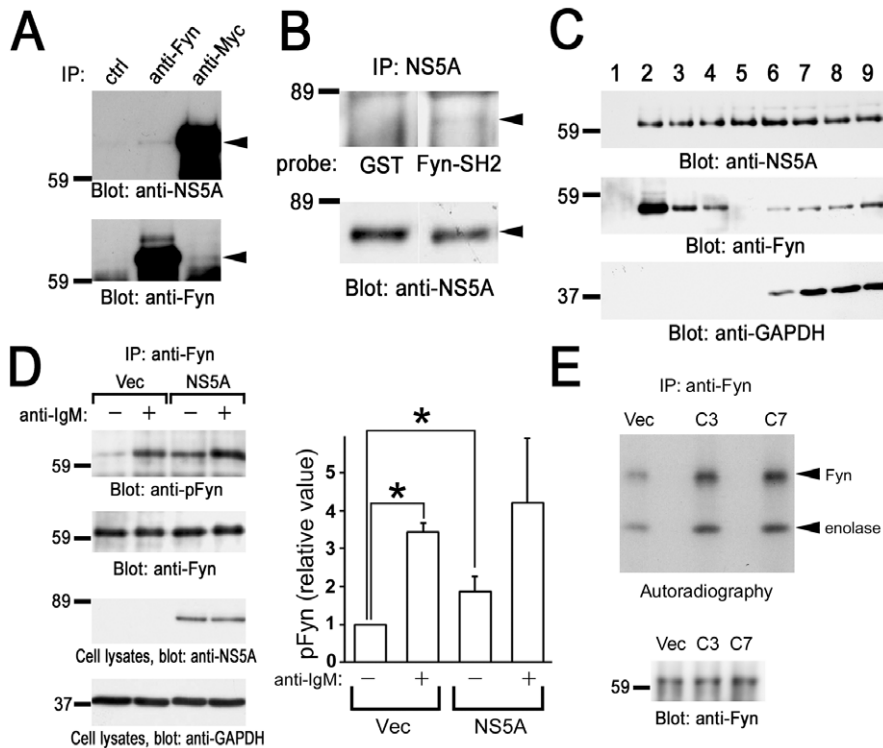 A
IP: ctrl anti-Fyn anti-Myc
59
Blot: anti-NS5A
59
Blot: anti-Fyn
B
IP: NS5A
89
probe: GST Fyn-SH2
89
Blot: anti-NS5A
C
1 2 3 4 5 6 7 8 9
59
Blot: anti-NS5A
59
Blot: anti-Fyn
37
Blot: anti-GAPDH
D
IP: anti-Fyn
Vec NS5A
anti-IgM: − + − +
59
Blot: anti-pFyn
59
Blot: anti-Fyn
89
Cell lysates, blot: anti-NS5A
37
Cell lysates, blot: anti-GAPDH
pFyn (relative value)
5
4
3
2
1
0
*
*
anti-IgM: − + − +
Vec NS5A
E
IP: anti-Fyn
Vec C3 C7
Fyn
enolase
Autoradiography
Vec C3 C7
59
Blot: anti-Fyn